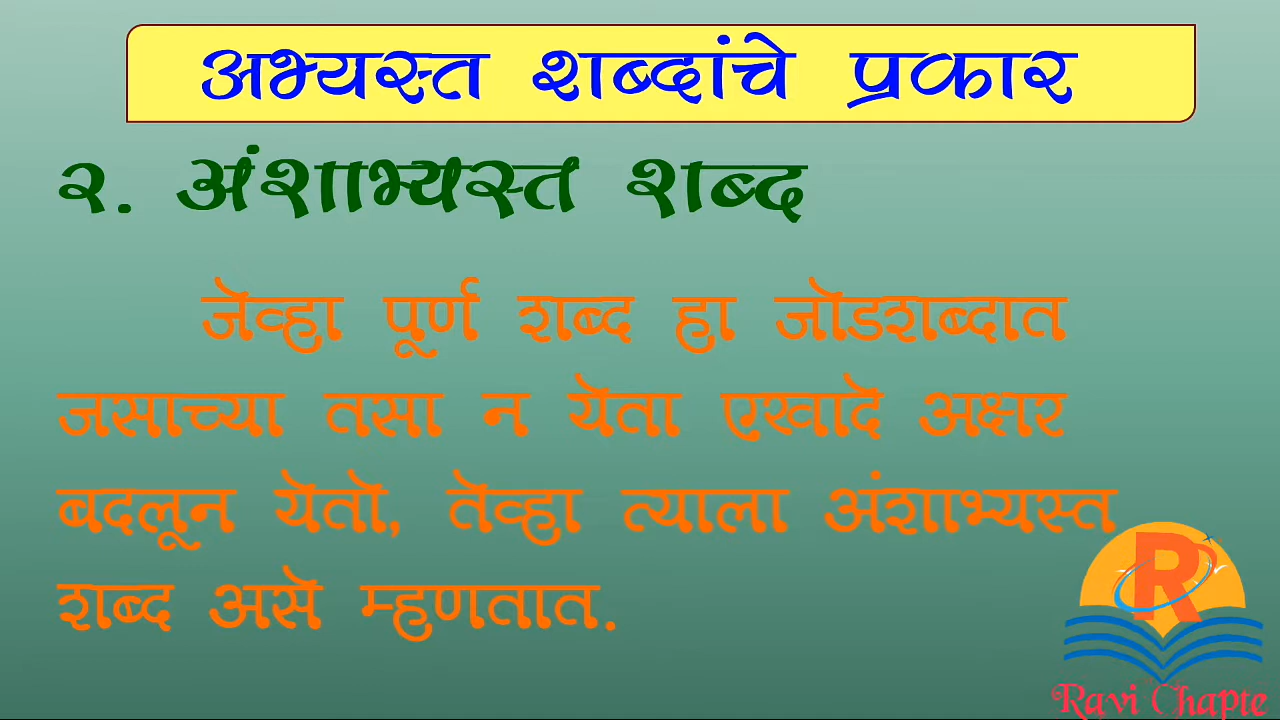 अभ्यस्त शब्दांचे प्रकार
२. अंशाभ्यस्त शब्द
जेव्हा पूर्ण शब्द हा जोडशब्दात
जसाच्या तसा न येता एखादे अक्षर
बदलून येतो, तेव्हा त्याला अंशाभ्यस्त
शब्द असे म्हणतात.
R
Ravi Chapte